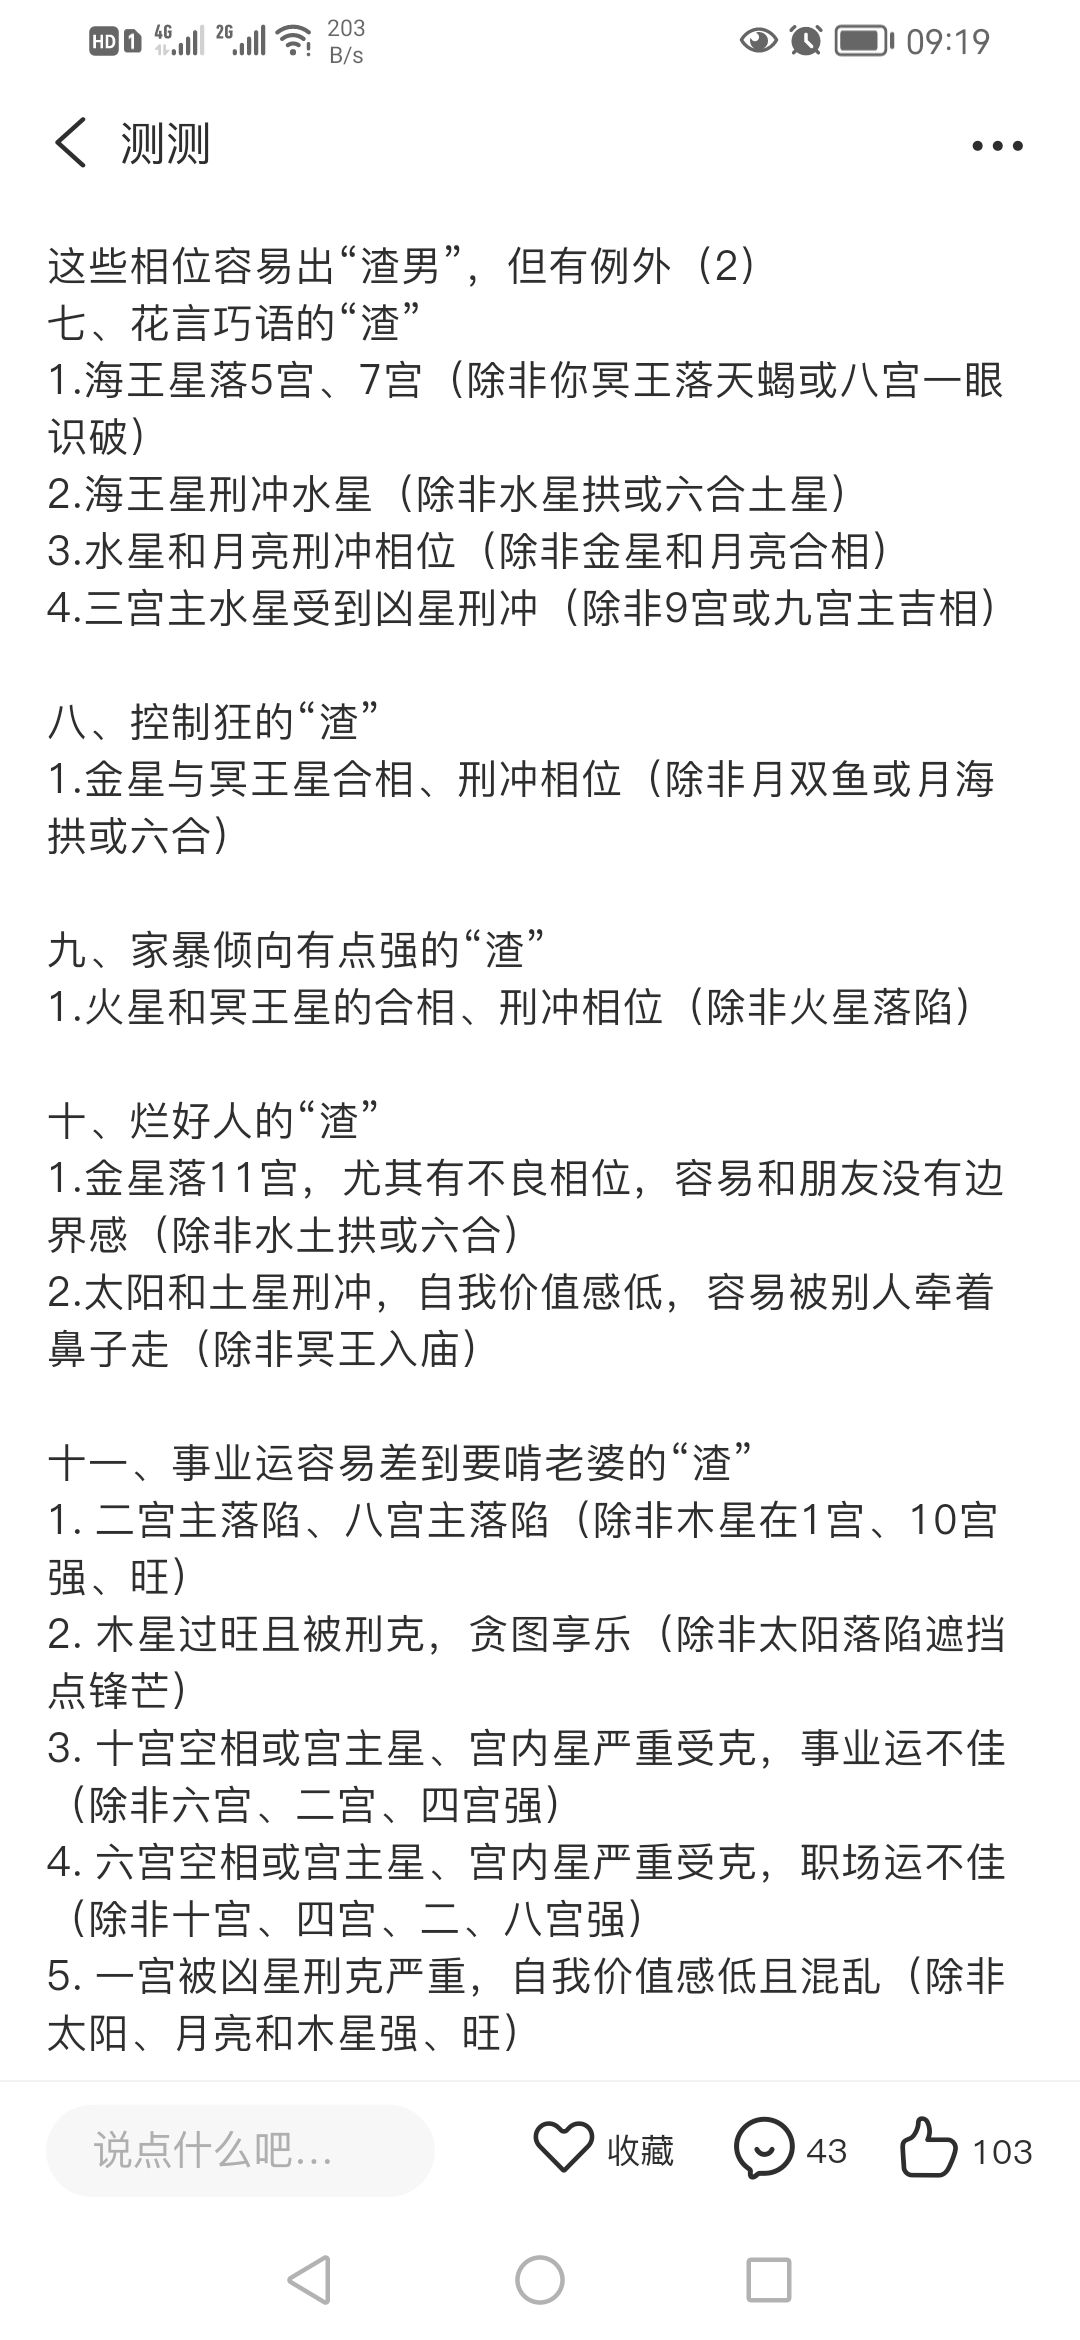 HD 1 4G 2G 203 B/s 09:19
测测
这些相位容易出“渣男”，但有例外（2）
七、花言巧语的“渣”
1.海王星落5宫、7宫（除非你冥王落天蝎或八宫一眼
识破）
2.海王星刑冲水星（除非水星拱或六合土星）
3.水星和月亮刑冲相位（除非金星和月亮合相）
4.三宫主水星受到凶星刑冲（除非9宫或九宫主吉相）
八、控制狂的“渣”
1.金星与冥王星合相、刑冲相位（除非月双鱼或月海
拱或六合）
九、家暴倾向有点强的“渣”
1.火星和冥王星的合相、刑冲相位（除非火星落陷）
十、烂好人的“渣”
1.金星落11宫，尤其有不良相位，容易和朋友没有边
界感（除非水土拱或六合）
2.太阳和土星刑冲，自我价值感低，容易被别人牵着
鼻子走（除非冥王入庙）
十一、事业运容易差到要啃老婆的“渣”
1. 二宫主落陷、八宫主落陷（除非木星在1宫、10宫
强、旺）
2. 木星过旺且被刑克，贪图享乐（除非太阳落陷遮挡
点锋芒）
3. 十宫空相或宫主星、宫内星严重受克，事业运不佳
（除非六宫、二宫、四宫强）
4. 六宫空相或宫主星、宫内星严重受克，职场运不佳
（除非十宫、四宫、二、八宫强）
5. 一宫被凶星刑克严重，自我价值感低且混乱（除非
太阳、月亮和木星强、旺）
说点什么吧... 收藏 43 103